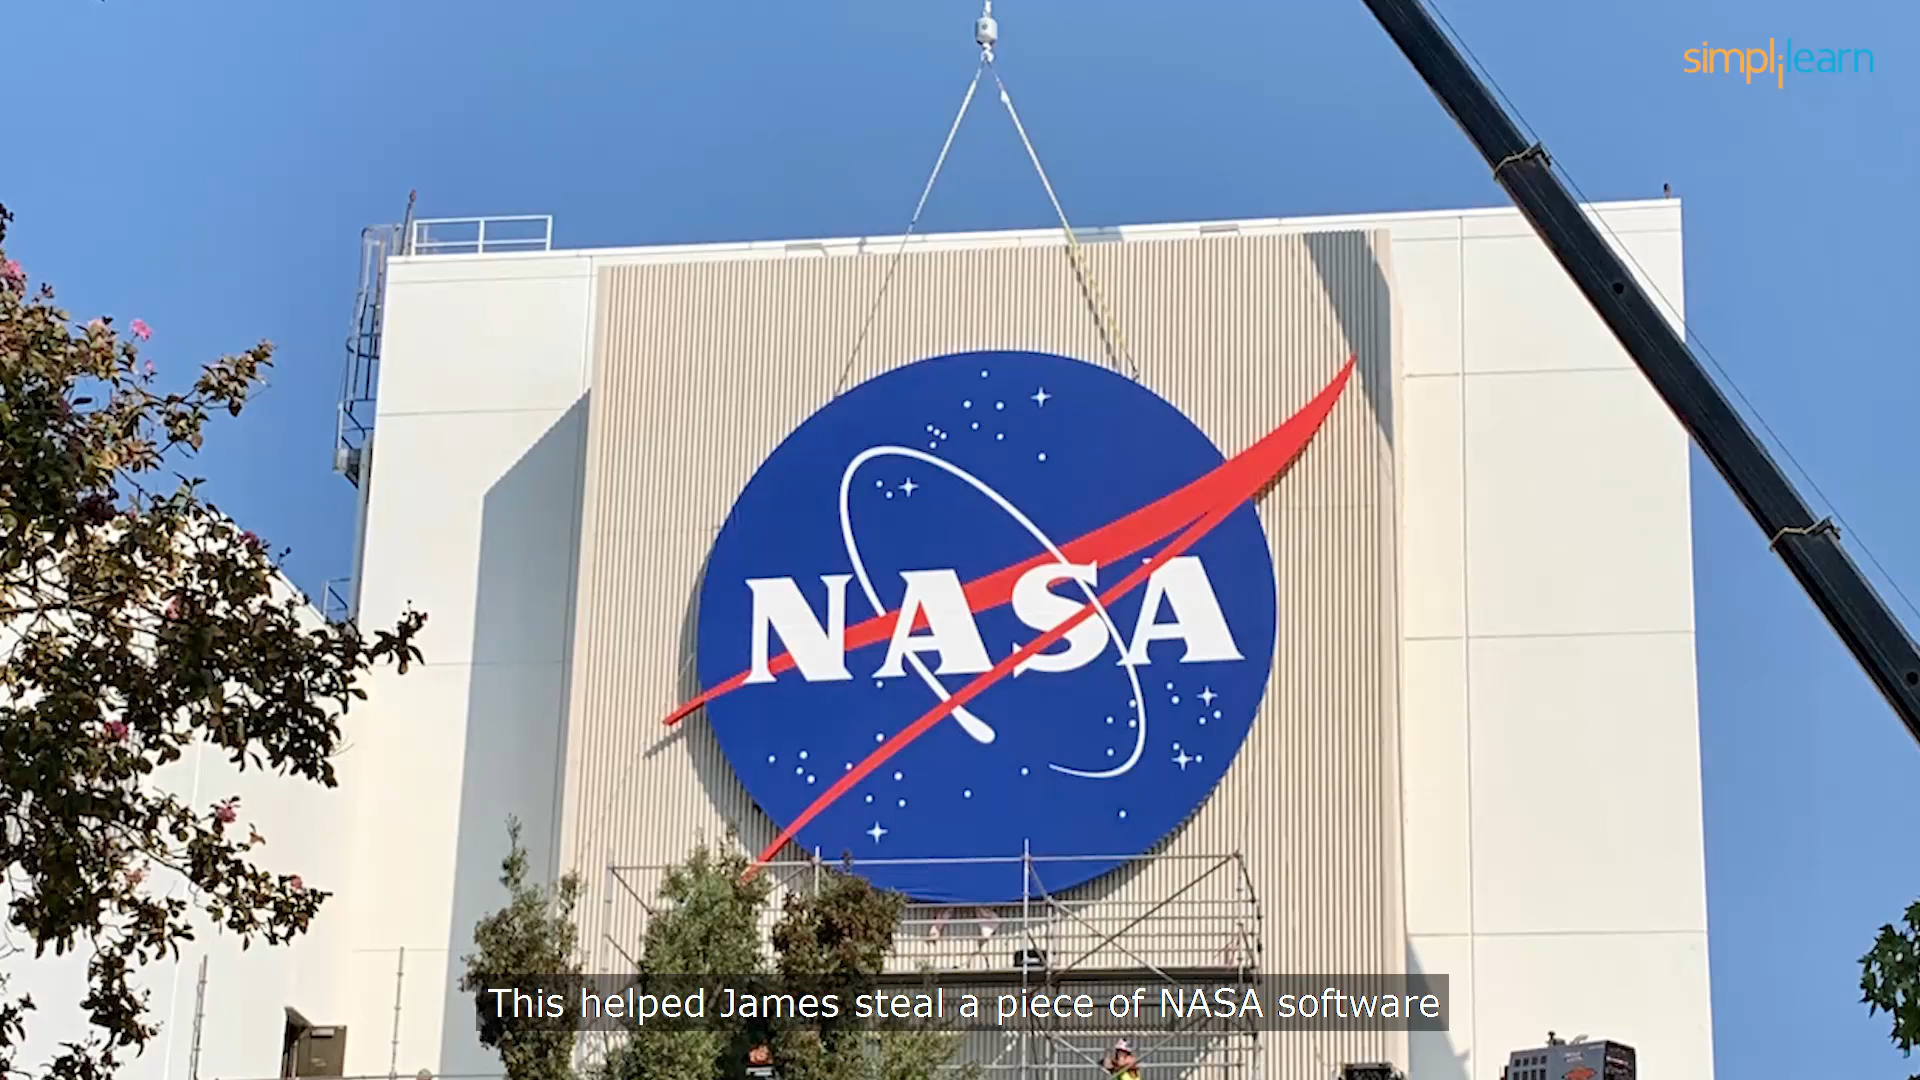 simplilearn
NASA
This helped James steal a piece of NASA software